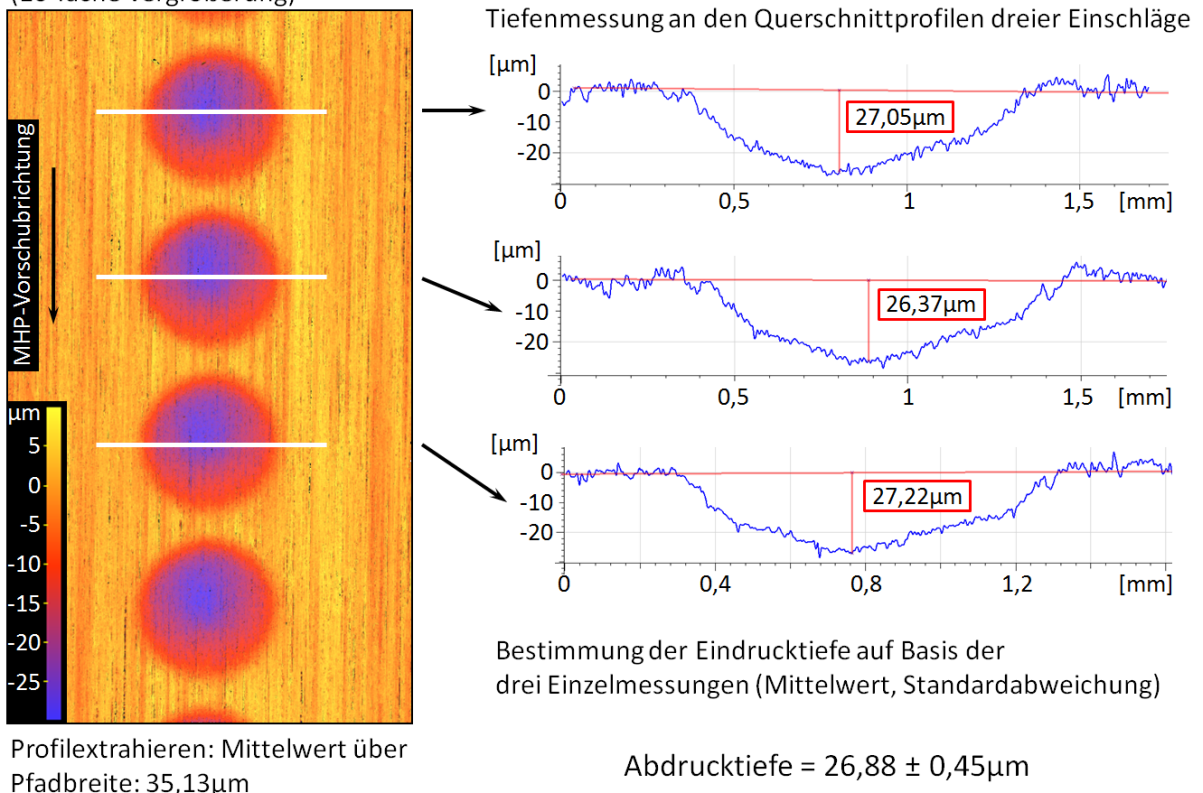 Tiefenmessung an den Querschnittprofilen dreier Einschläge
MHP-Vorschubrichtung
µm
5
0
-5
-10
-15
-20
-25
[µm]
0
-10
-20
27,05µm
0
0,5
1
1,5
[mm]
[µm]
0
-10
-20
26,37µm
0
0,5
1
1,5
[mm]
[µm]
0
-10
-20
27,22µm
0
0,4
0,8
1,2
[mm]
Profilextrahieren: Mittelwert über
Pfadbreite: 35,13µm
Bestimmung der Eindrucktiefe auf Basis der
drei Einzelmessungen (Mittelwert, Standardabweichung)
Abdrucktiefe = 26,88 ± 0,45µm